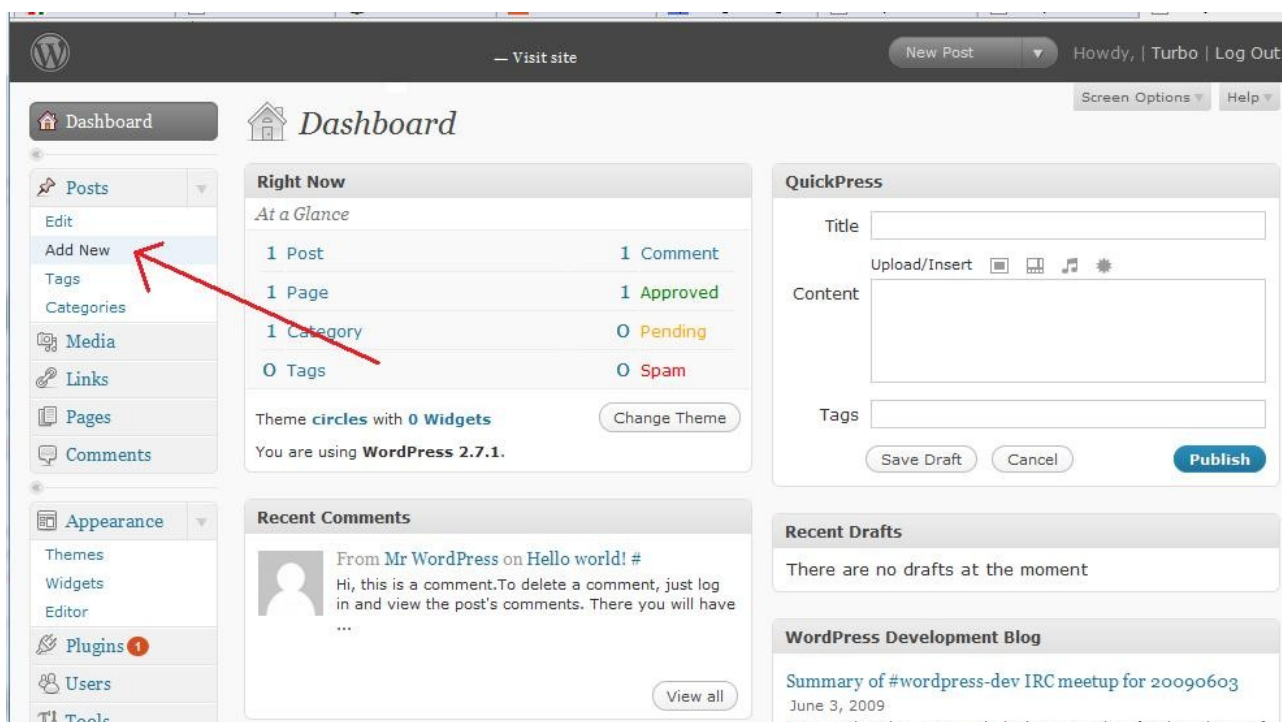 — Visit site
New Post
Howdy, | Turbo | Log Out
Screen Options
Help
Dashboard
Posts
Edit
Add New
Tags
Categories
Media
Links
Pages
Comments
Appearance
Themes
Widgets
Editor
Plugins 1
Users
Tools
Dashboard
Right Now
At a Glance
1 Post
1 Comment
1 Page
1 Approved
1 Category
0 Pending
0 Tags
0 Spam
Theme circles with 0 Widgets
Change Theme
You are using WordPress 2.7.1.
Recent Comments
From Mr WordPress on Hello world! #
Hi, this is a comment.To delete a comment, just log
in and view the post's comments. There you will have
...
View all
QuickPress
Title
Upload/Insert
Content
Tags
Save Draft
Cancel
Publish
Recent Drafts
There are no drafts at the moment
WordPress Development Blog
Summary of #wordpress-dev IRC meetup for 20090603
June 3, 2009